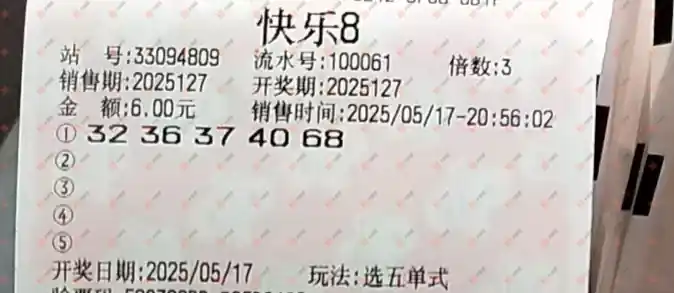 快乐8
站 号:33094809 流水号:100061 倍数:3
销售期:2025127 开奖期:2025127
金 额:6.00元 销售时间:2025/05/17-20:56:02
① 32 36 37 40 68
②
③
④
⑤
开奖日期:2025/05/17 玩法:选五单式